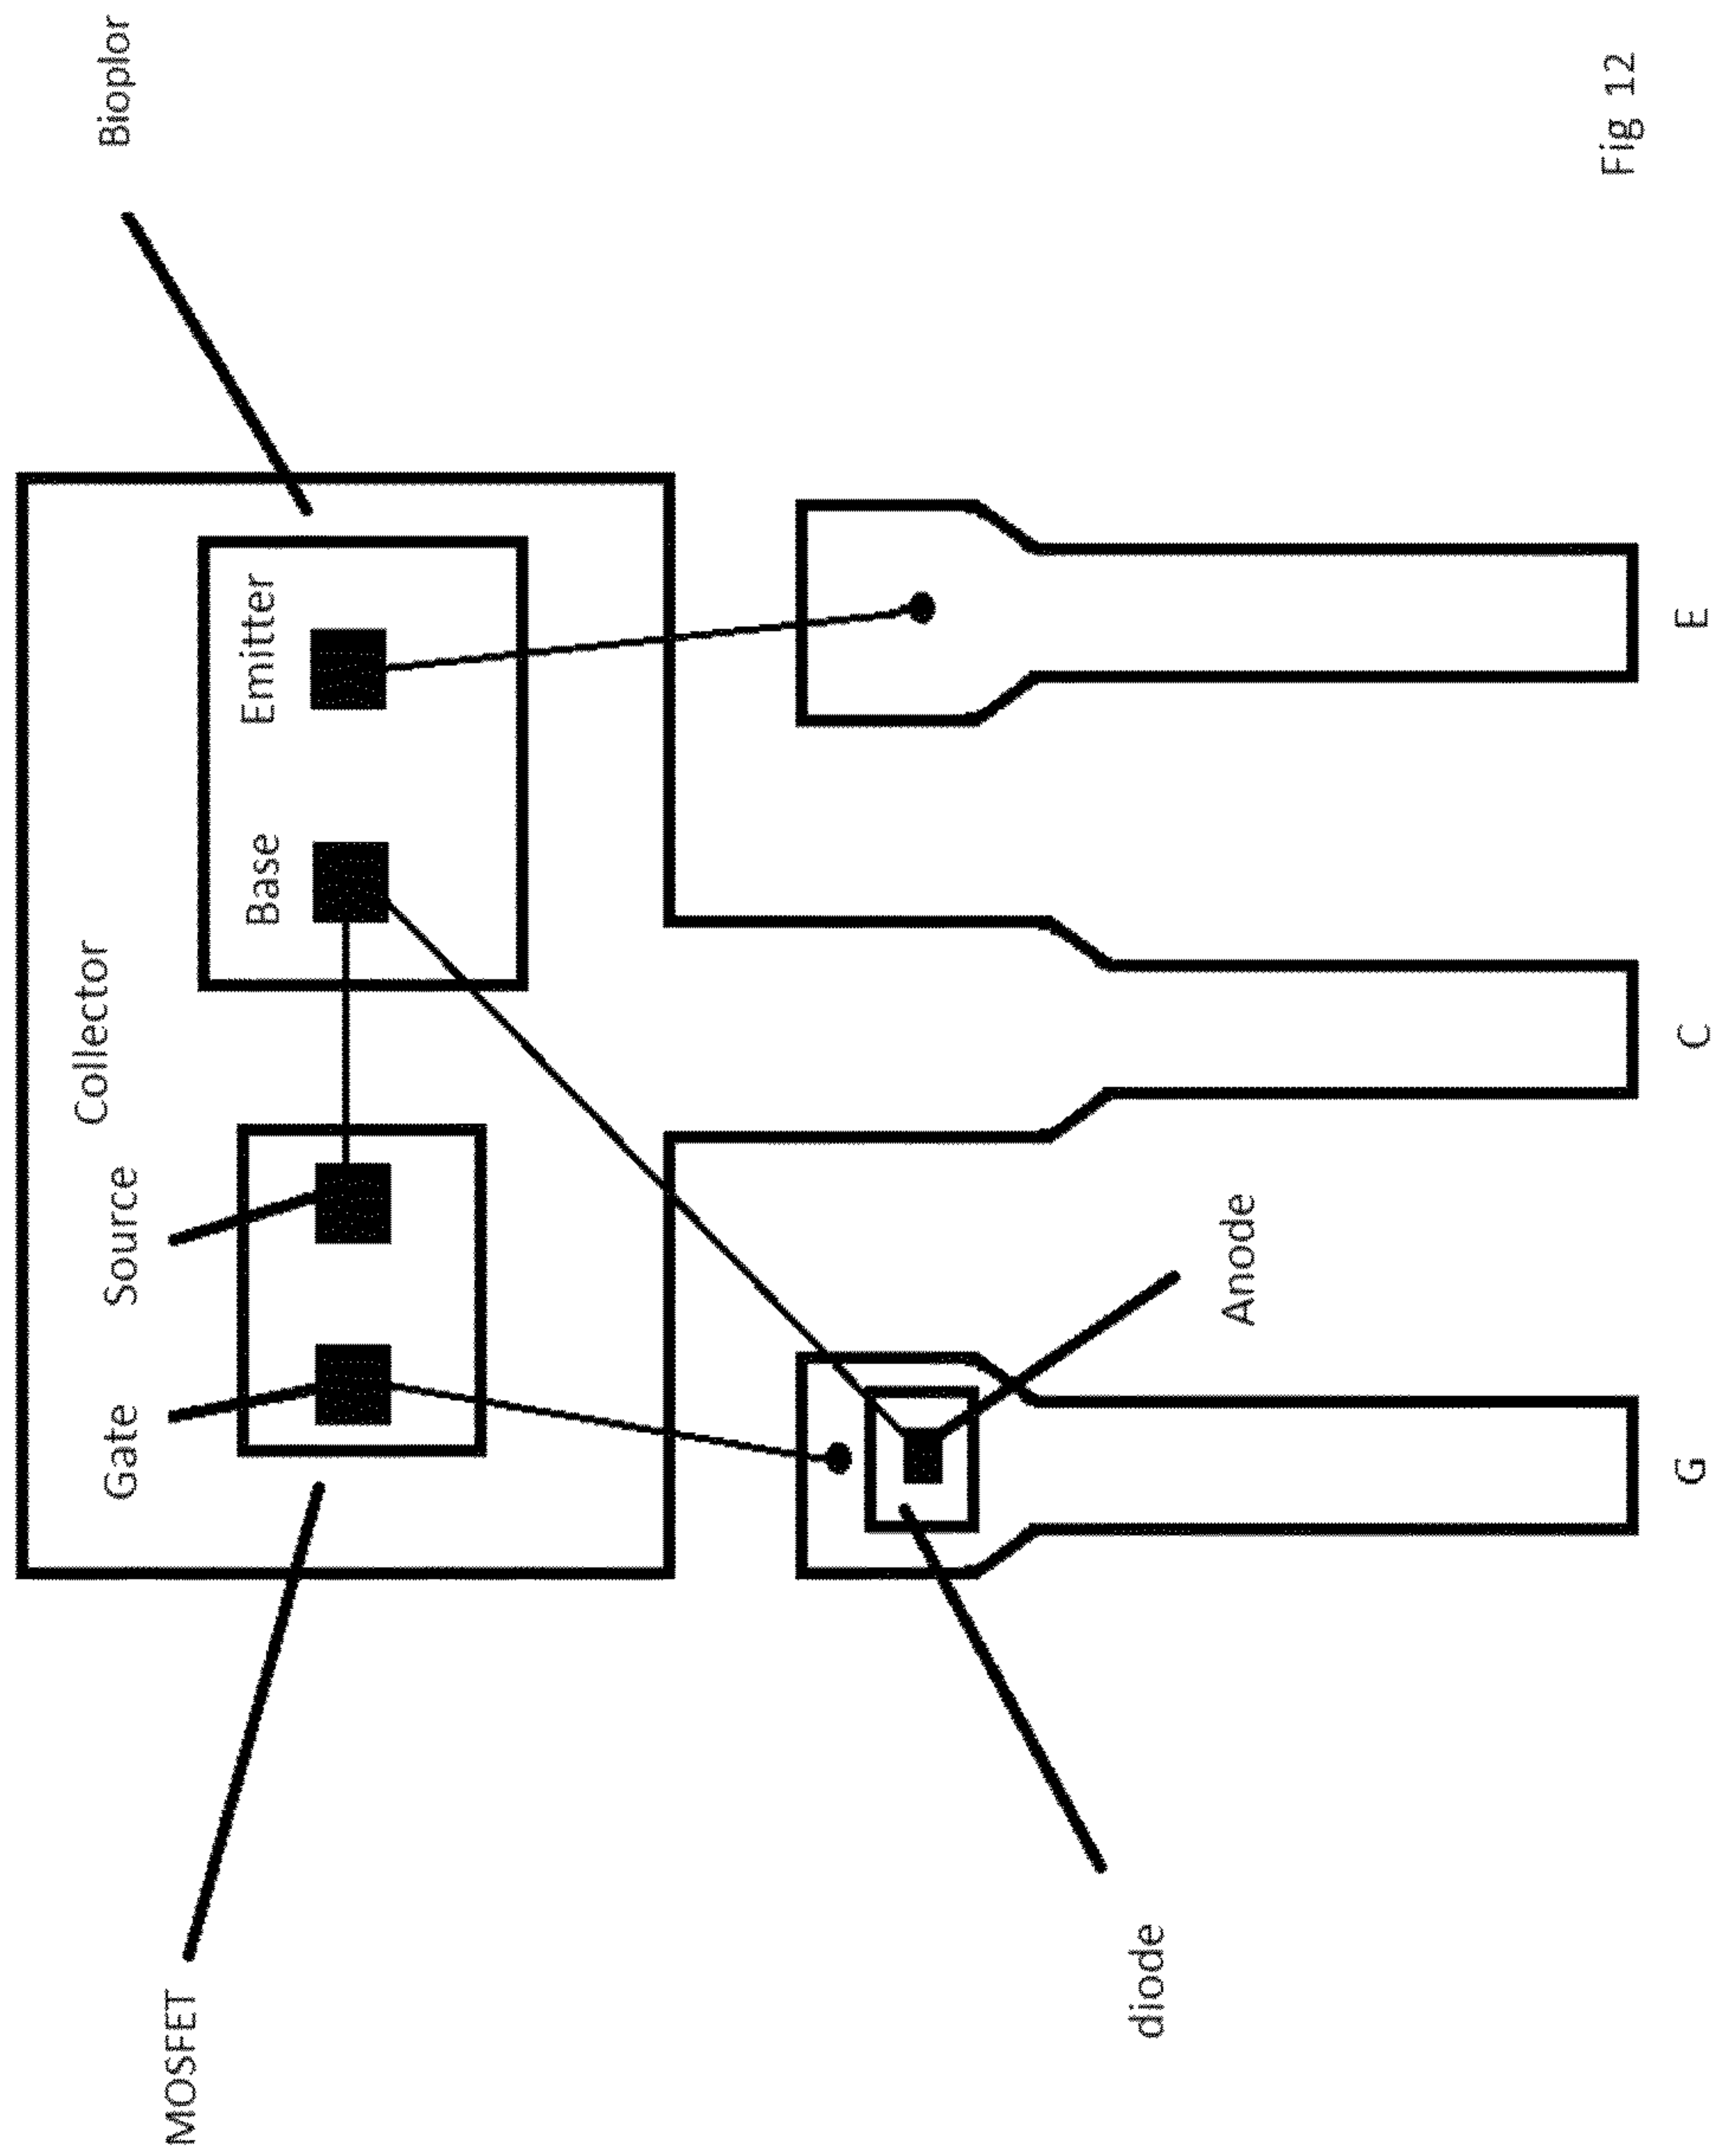 MOSFET
Gate
Source
Collector
Base
Emitter
Bioplor
diode
Anode
G
C
E
Fig 12